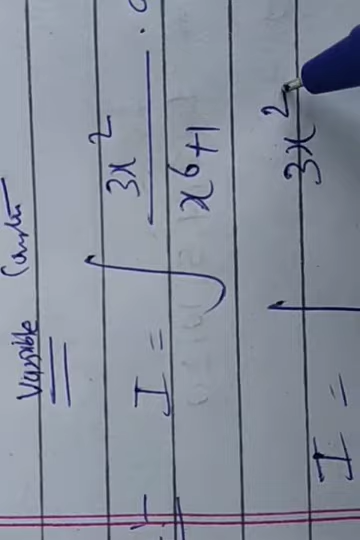 Variable
I = ∫ 3x² / x⁶+1 .
I = ∫ 3x²